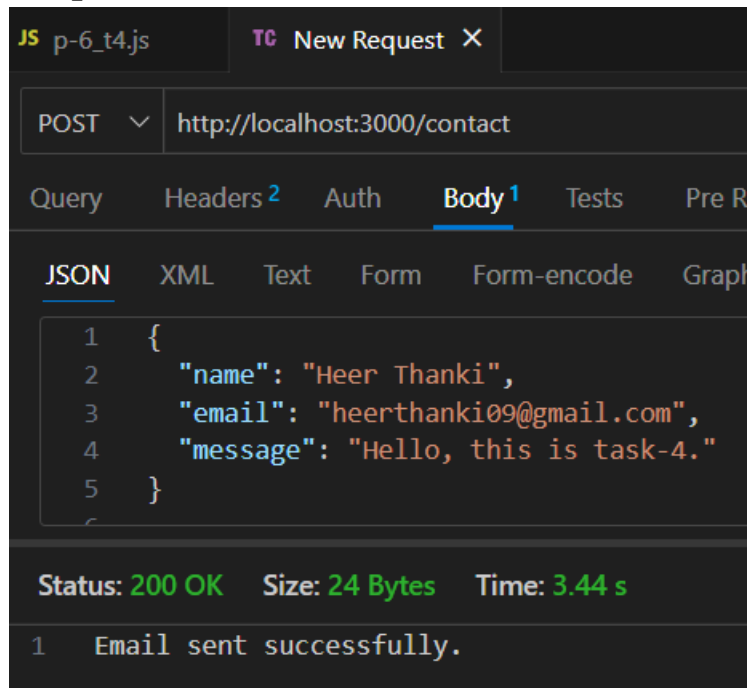 JS p-6_t4.js TC New Request ×
POST http://localhost:3000/contact
Query Headers 2 Auth Body 1 Tests Pre R
JSON XML Text Form Form-encode Graph
1 {
2 "name": "Heer Thanki",
3 "email": "heerthanki09@gmail.com",
4 "message": "Hello, this is task-4."
5 }
Status: 200 OK Size: 24 Bytes Time: 3.44 s
1 Email sent successfully.